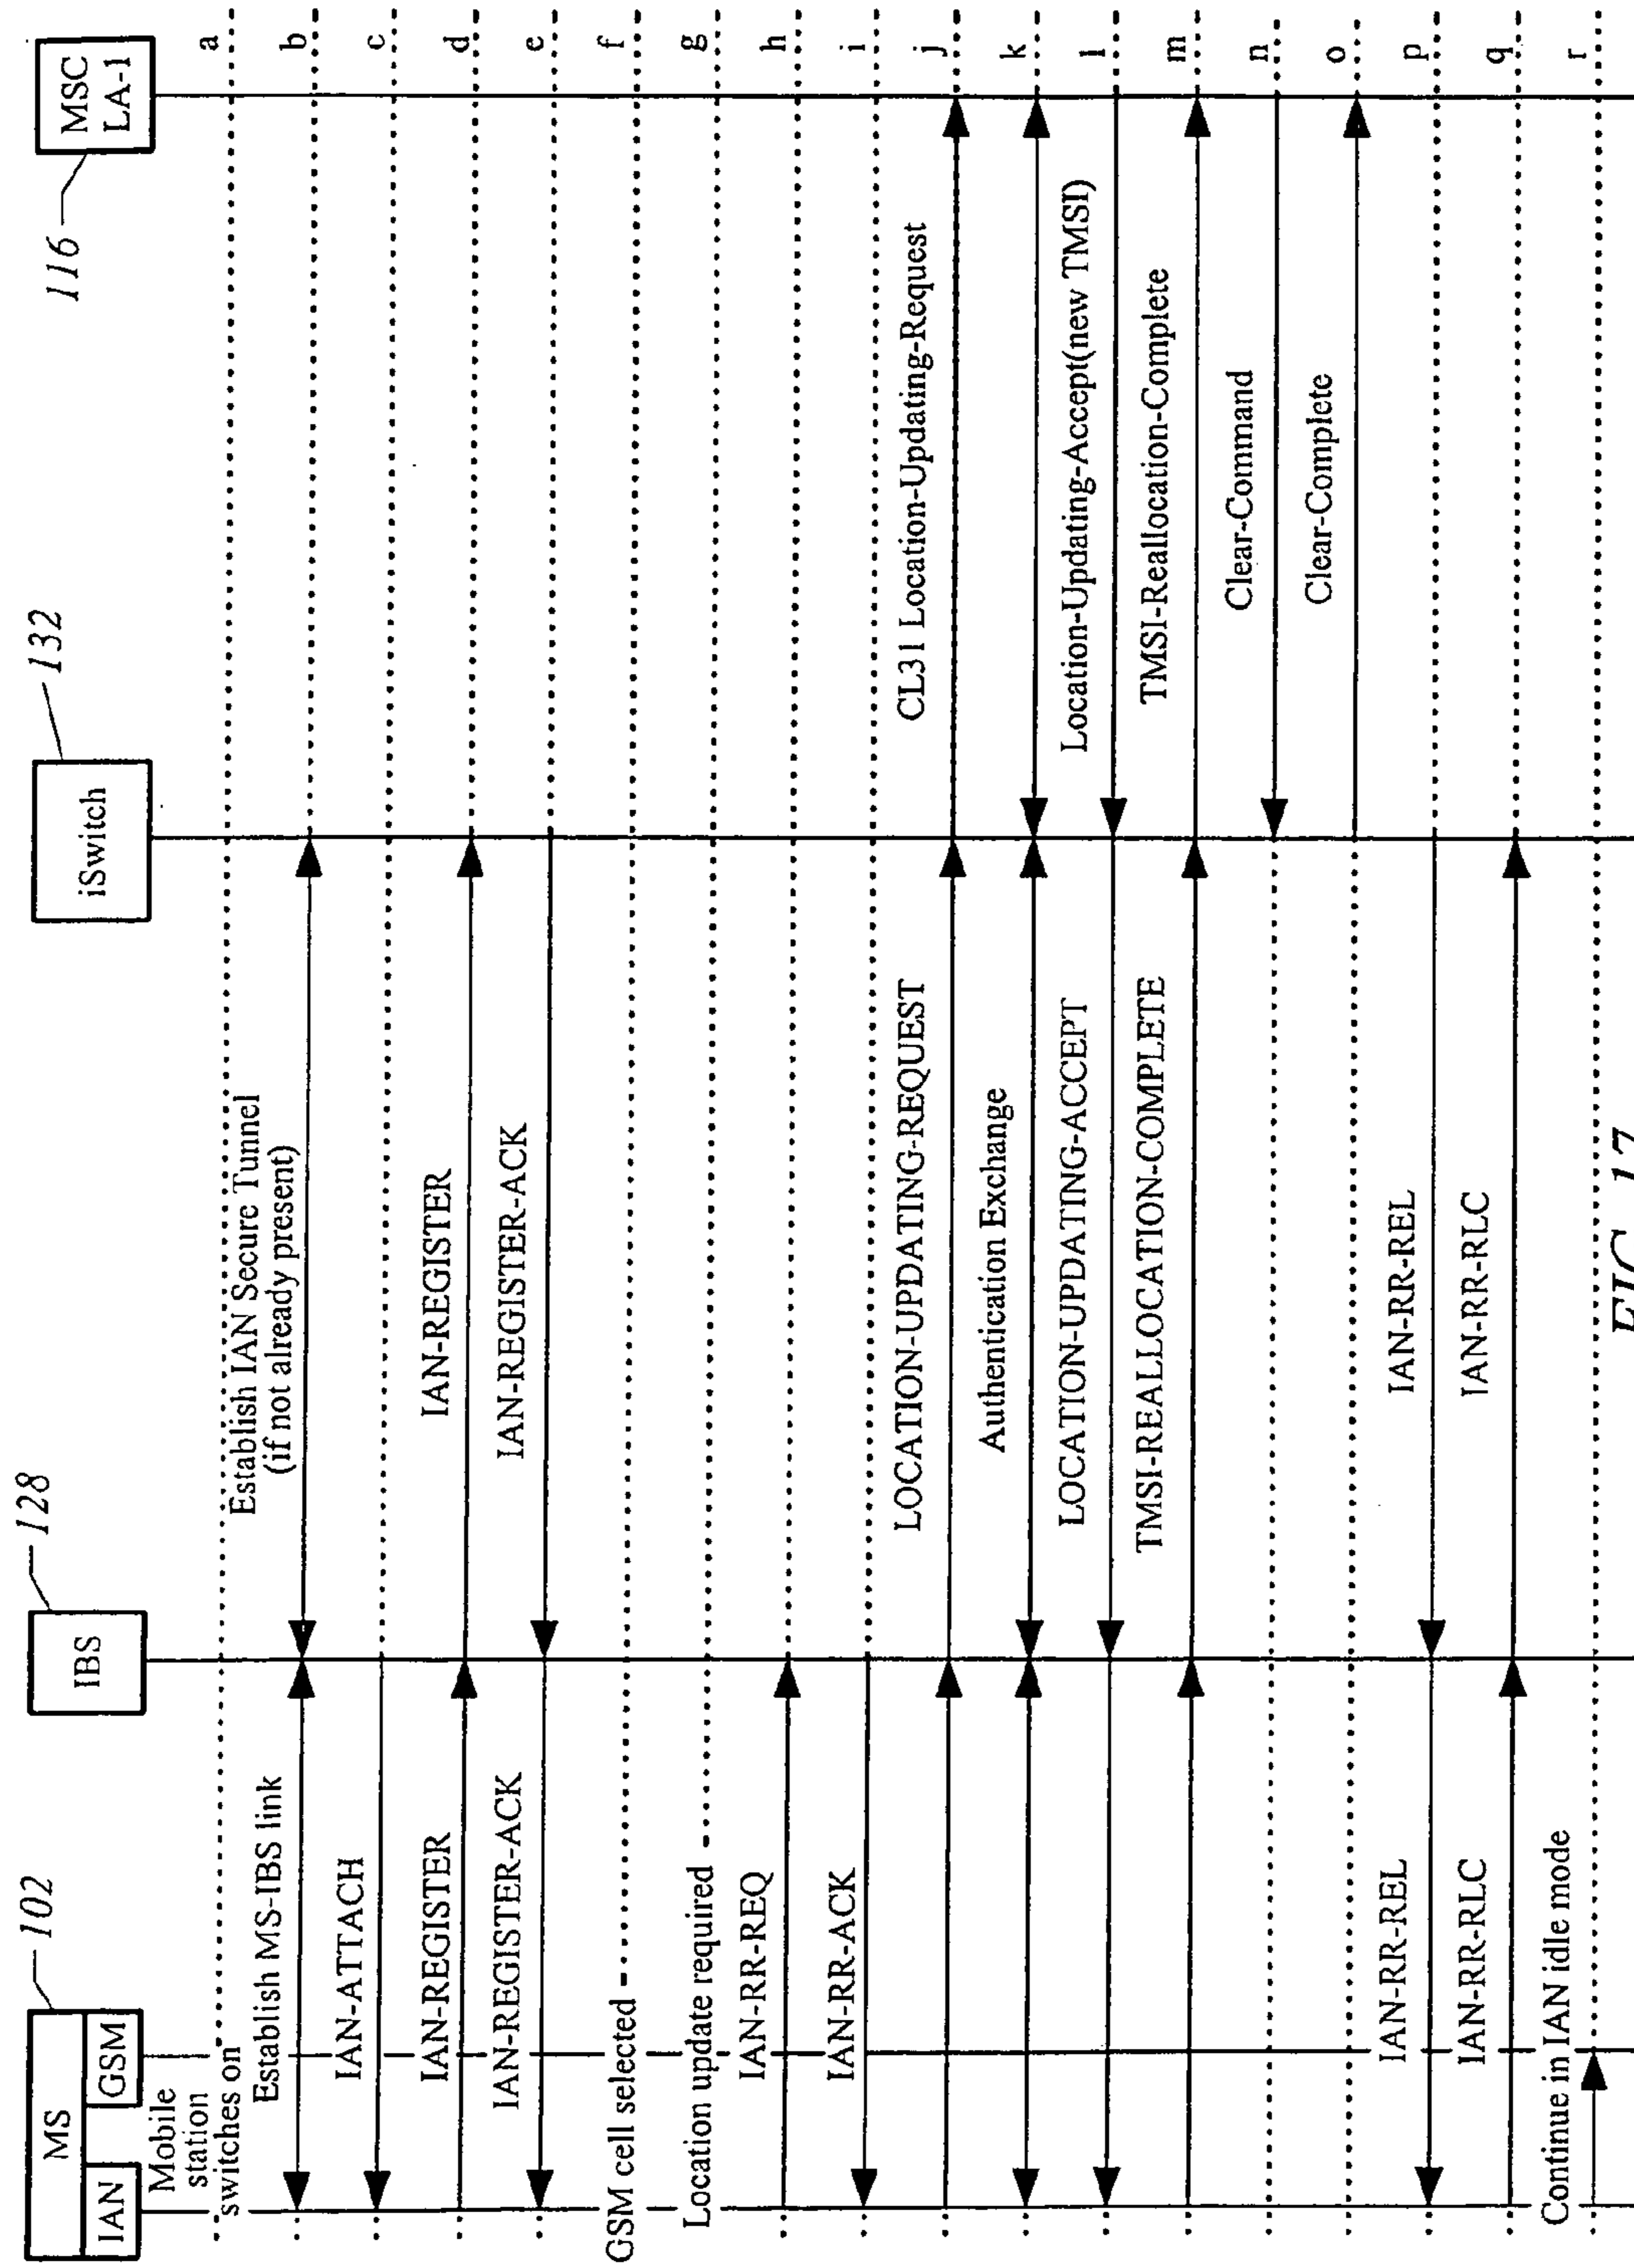 MS
IAN
GSM
102
IBS
128
iSwitch
132
MSC
LA-1
116
Mobile
station
switches on
a
Establish MS-IBS link
Establish IAN Secure Tunnel
(if not already present)
b
IAN-ATTACH
c
IAN-REGISTER
IAN-REGISTER
d
IAN-REGISTER-ACK
IAN-REGISTER-ACK
e
GSM cell selected
f
Location update required
g
IAN-RR-REQ
h
IAN-RR-ACK
i
LOCATION-UPDATING-REQUEST
CL31 Location-Updating-Request
j
Authentication Exchange
k
LOCATION-UPDATING-ACCEPT
Location-Updating-Accept(new TMSI)
l
TMSI-REALLOCATION-COMPLETE
TMSI-Reallocation-Complete
m
Clear-Command
n
Clear-Complete
o
IAN-RR-REL
IAN-RR-REL
p
IAN-RR-RLC
IAN-RR-RLC
q
Continue in IAN idle mode
r
FIG. 17